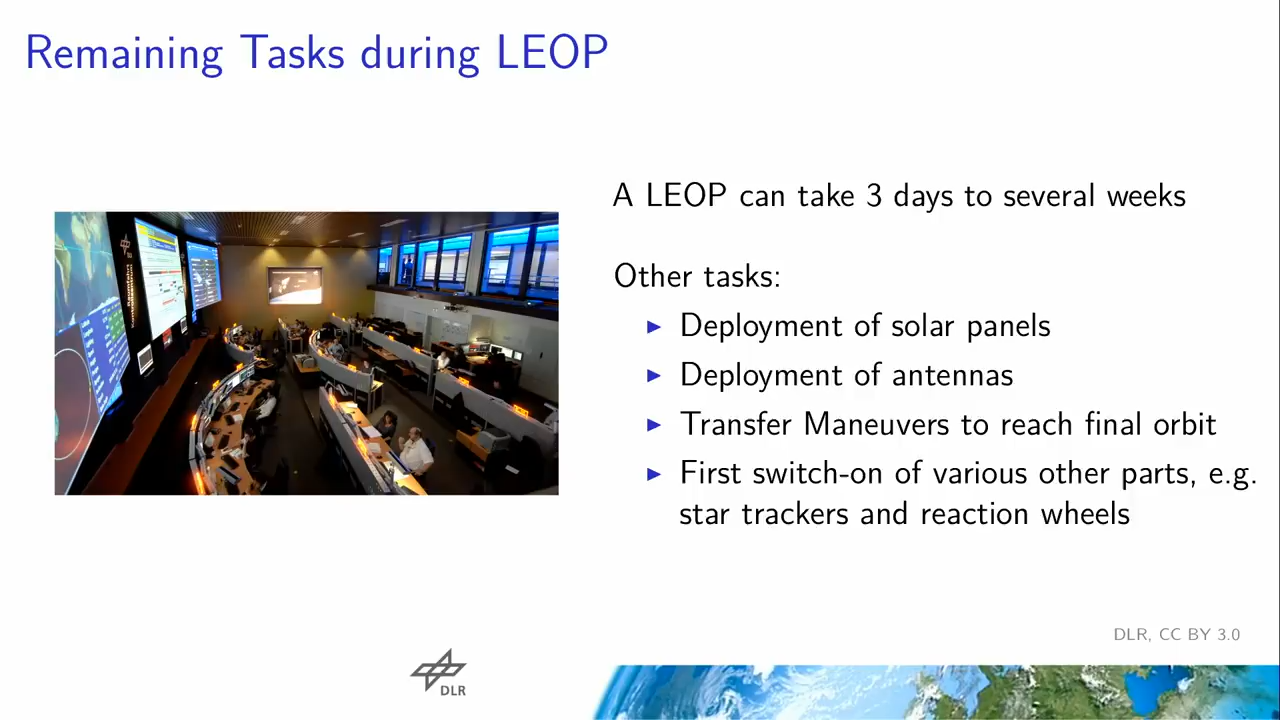 Remaining Tasks during LEOP
A LEOP can take 3 days to several weeks
Other tasks:
Deployment of solar panels
Deployment of antennas
Transfer Maneuvers to reach final orbit
First switch-on of various other parts, e.g.
star trackers and reaction wheels
DLR, CC BY 3.0
DLR